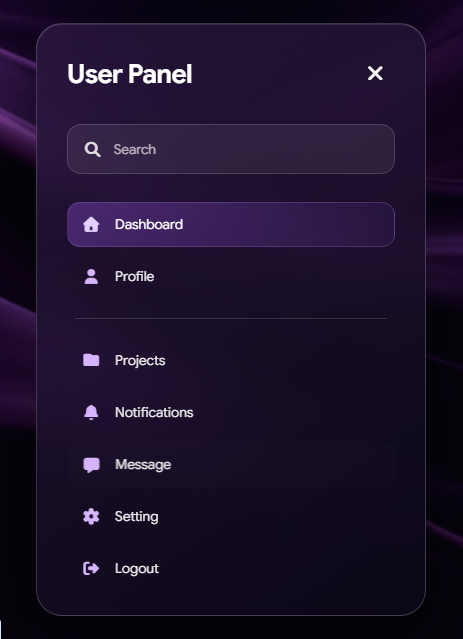 User Panel
Search
Dashboard
Profile
Projects
Notifications
Message
Setting
Logout